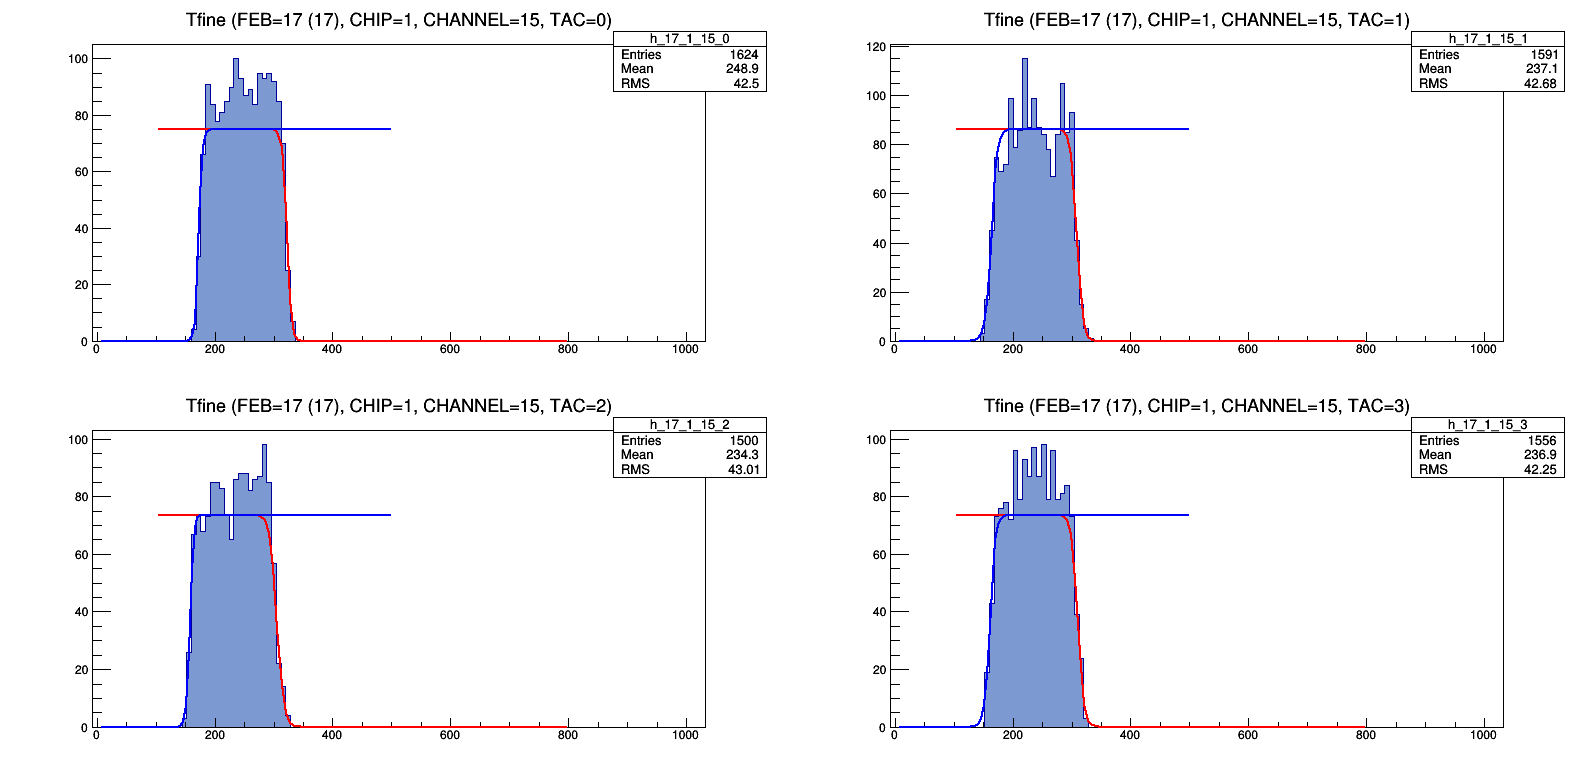 Tfine (FEB=17 (17), CHIP=1, CHANNEL=15, TAC=0)
h_17_1_15_0
Entries 1624
Mean 248.9
RMS 42.5
100
80
60
40
20
0
0 200 400 600 800 1000
Tfine (FEB=17 (17), CHIP=1, CHANNEL=15, TAC=1)
h_17_1_15_1
Entries 1591
Mean 237.1
RMS 42.68
120
100
80
60
40
20
0
0 200 400 600 800 1000
Tfine (FEB=17 (17), CHIP=1, CHANNEL=15, TAC=2)
h_17_1_15_2
Entries 1500
Mean 234.3
RMS 43.01
100
80
60
40
20
0
0 200 400 600 800 1000
Tfine (FEB=17 (17), CHIP=1, CHANNEL=15, TAC=3)
h_17_1_15_3
Entries 1556
Mean 236.9
RMS 42.25
100
80
60
40
20
0
0 200 400 600 800 1000